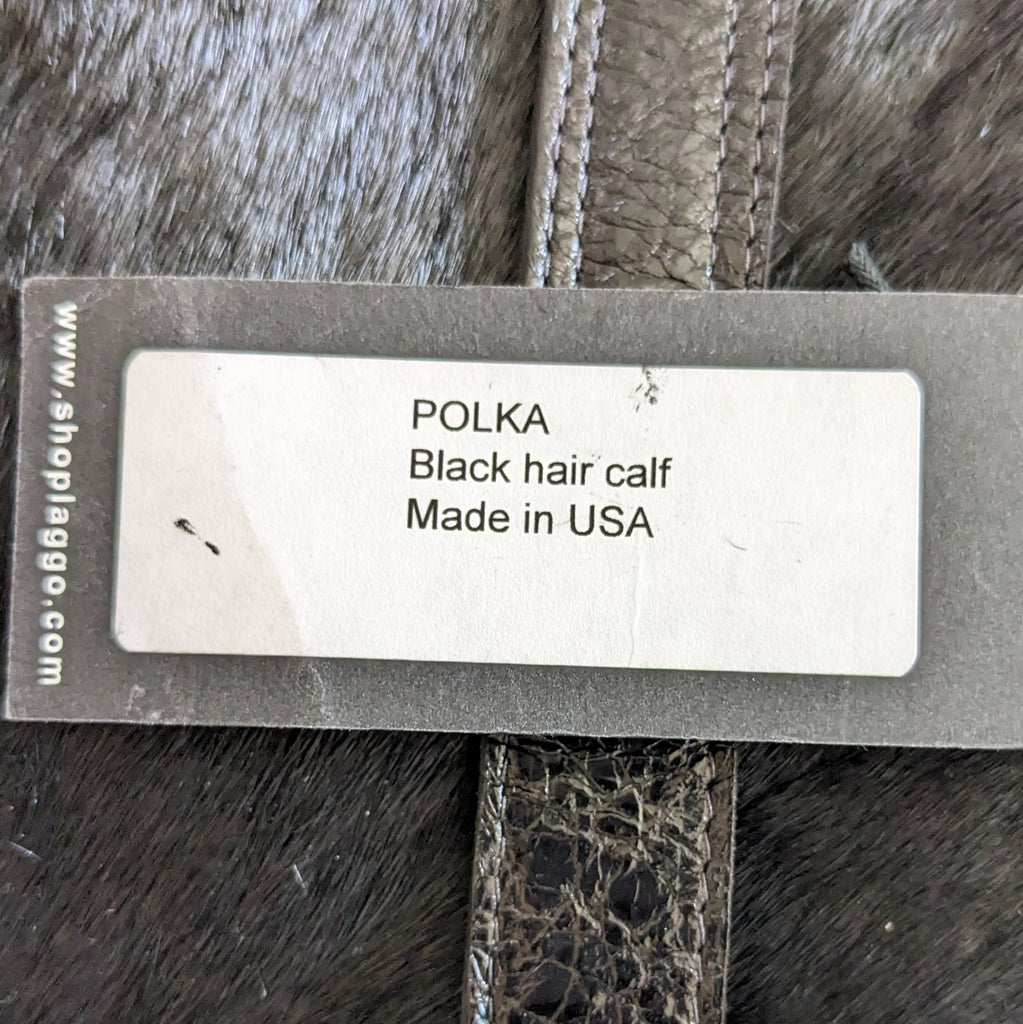 www.shoplaggo.com
POLKA
Black hair calf
Made in USA